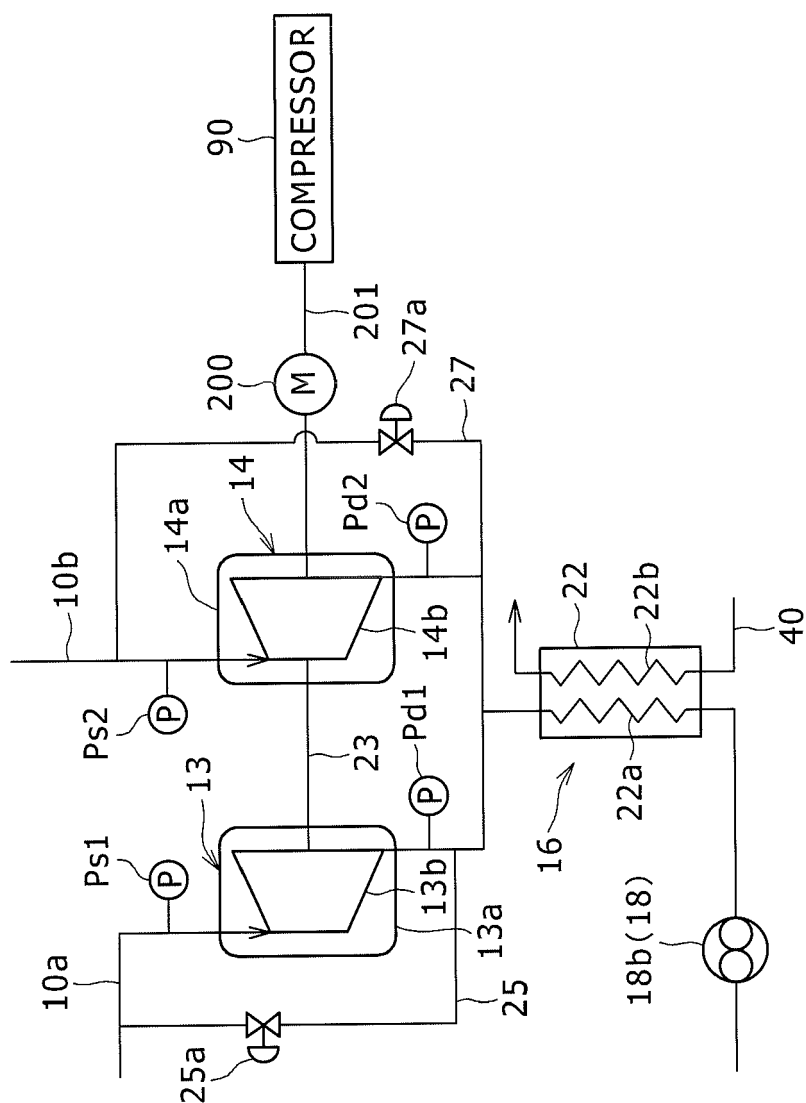 COMPRESSOR
90
201
M
200
27a
27
14
14a
10b
Pd2
P
14b
22
22b
40
Ps2
P
23
Pd1
P
22a
16
13
Ps1
P
13b
13a
18b(18)
10a
25
25a